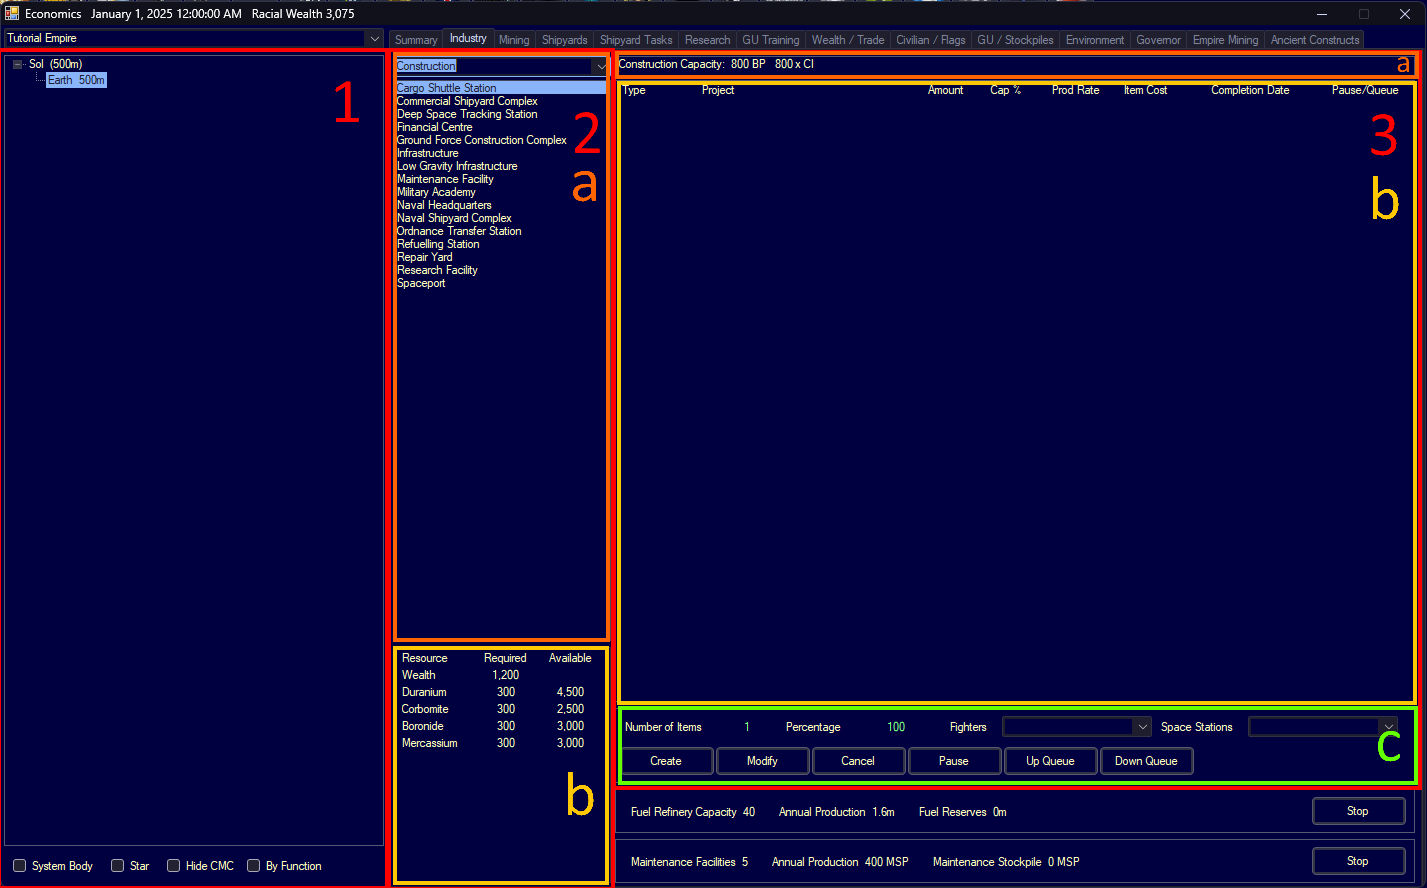 Economics January 1, 2025 12:00:00 AM Racial Wealth 3,075
Tutorial Empire
Summary Industry Mining Shipyards Shipyard Tasks Research GU Training Wealth / Trade Civilian / Flags GU / Stockpiles Environment Governor Empire Mining Ancient Constructs
Sol (500m)
Earth 500m
1
System Body Star Hide CMC By Function
Construction
Cargo Shuttle Station
Commercial Shipyard Complex
Deep Space Tracking Station
Financial Centre
Ground Force Construction Complex
Infrastructure
Low Gravity Infrastructure
Maintenance Facility
Military Academy
Naval Headquarters
Naval Shipyard Complex
Ordnance Transfer Station
Refuelling Station
Repair Yard
Research Facility
Spaceport
2
a
Resource Required Available
Wealth 1,200
Duranium 300 4,500
Corbomite 300 2,500
Boronide 300 3,000
Mercassium 300 3,000
b
Construction Capacity: 800 BP 800 x CI
a
Type Project Amount Cap % Prod Rate Item Cost Completion Date Pause/Queue
3
b
Number of Items 1 Percentage 100 Fighters Space Stations
c
Create Modify Cancel Pause Up Queue Down Queue
Fuel Refinery Capacity 40 Annual Production 1.6m Fuel Reserves 0m Stop
Maintenance Facilities 5 Annual Production 400 MSP Maintenance Stockpile 0 MSP Stop